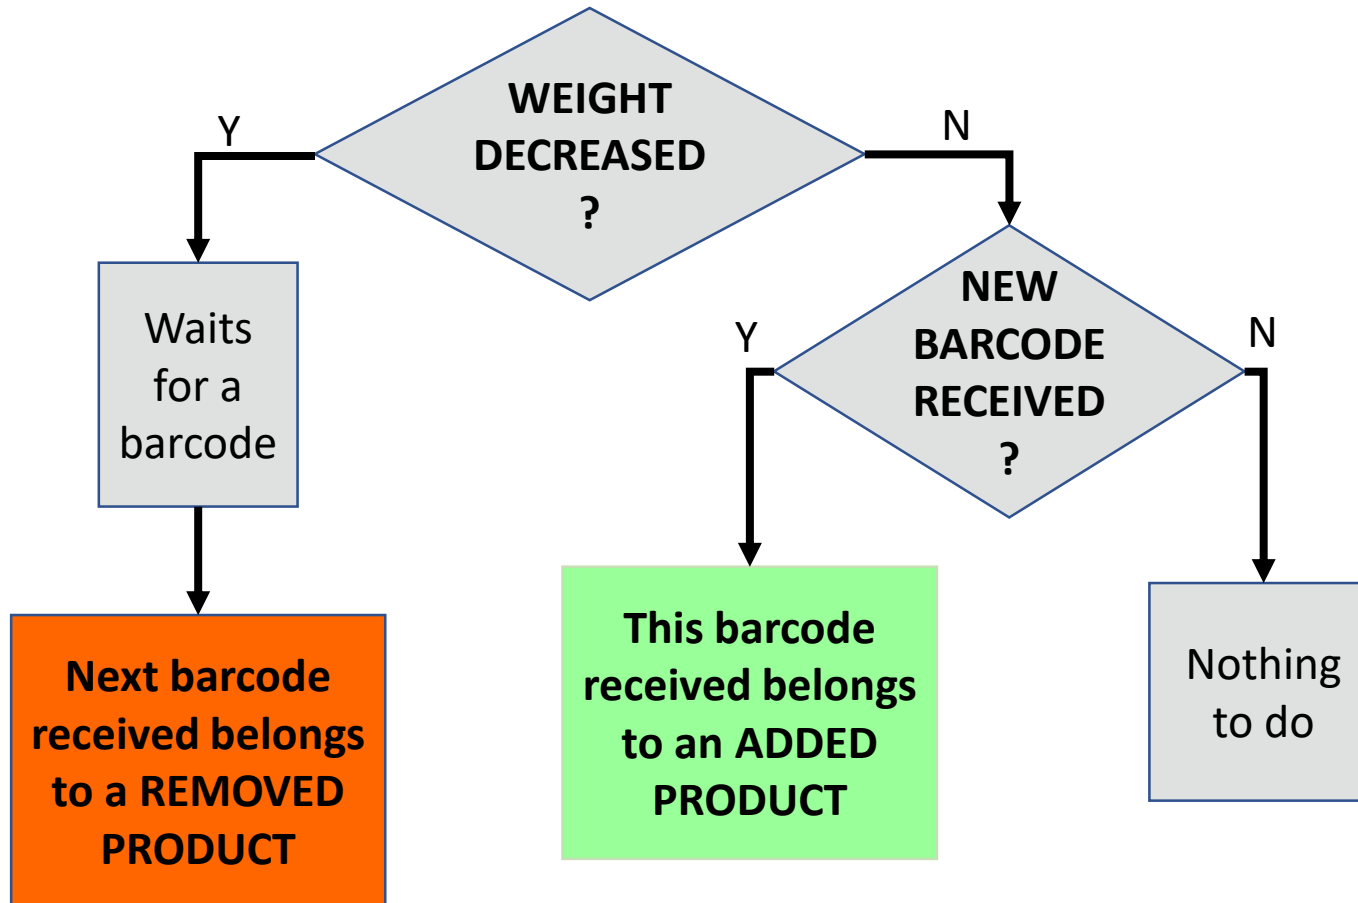 WEIGHT
DECREASED
?
Y
N
Waits
for a
barcode
NEW
BARCODE
RECEIVED
?
Y
N
Next barcode
received belongs
to a REMOVED
PRODUCT
This barcode
received belongs
to an ADDED
PRODUCT
Nothing
to do